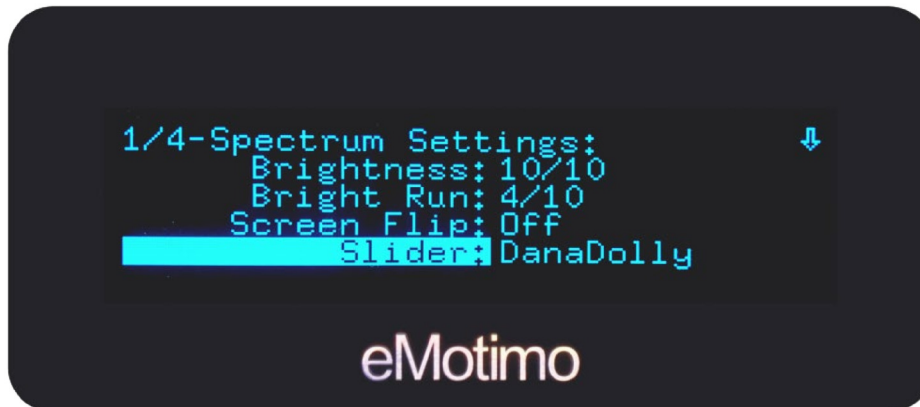 1/4-Spectrum Settings: ⇩
Brightness: 10/10
Bright Run: 4/10
Screen Flip: Off
Slider: DanaDolly
eMotimo